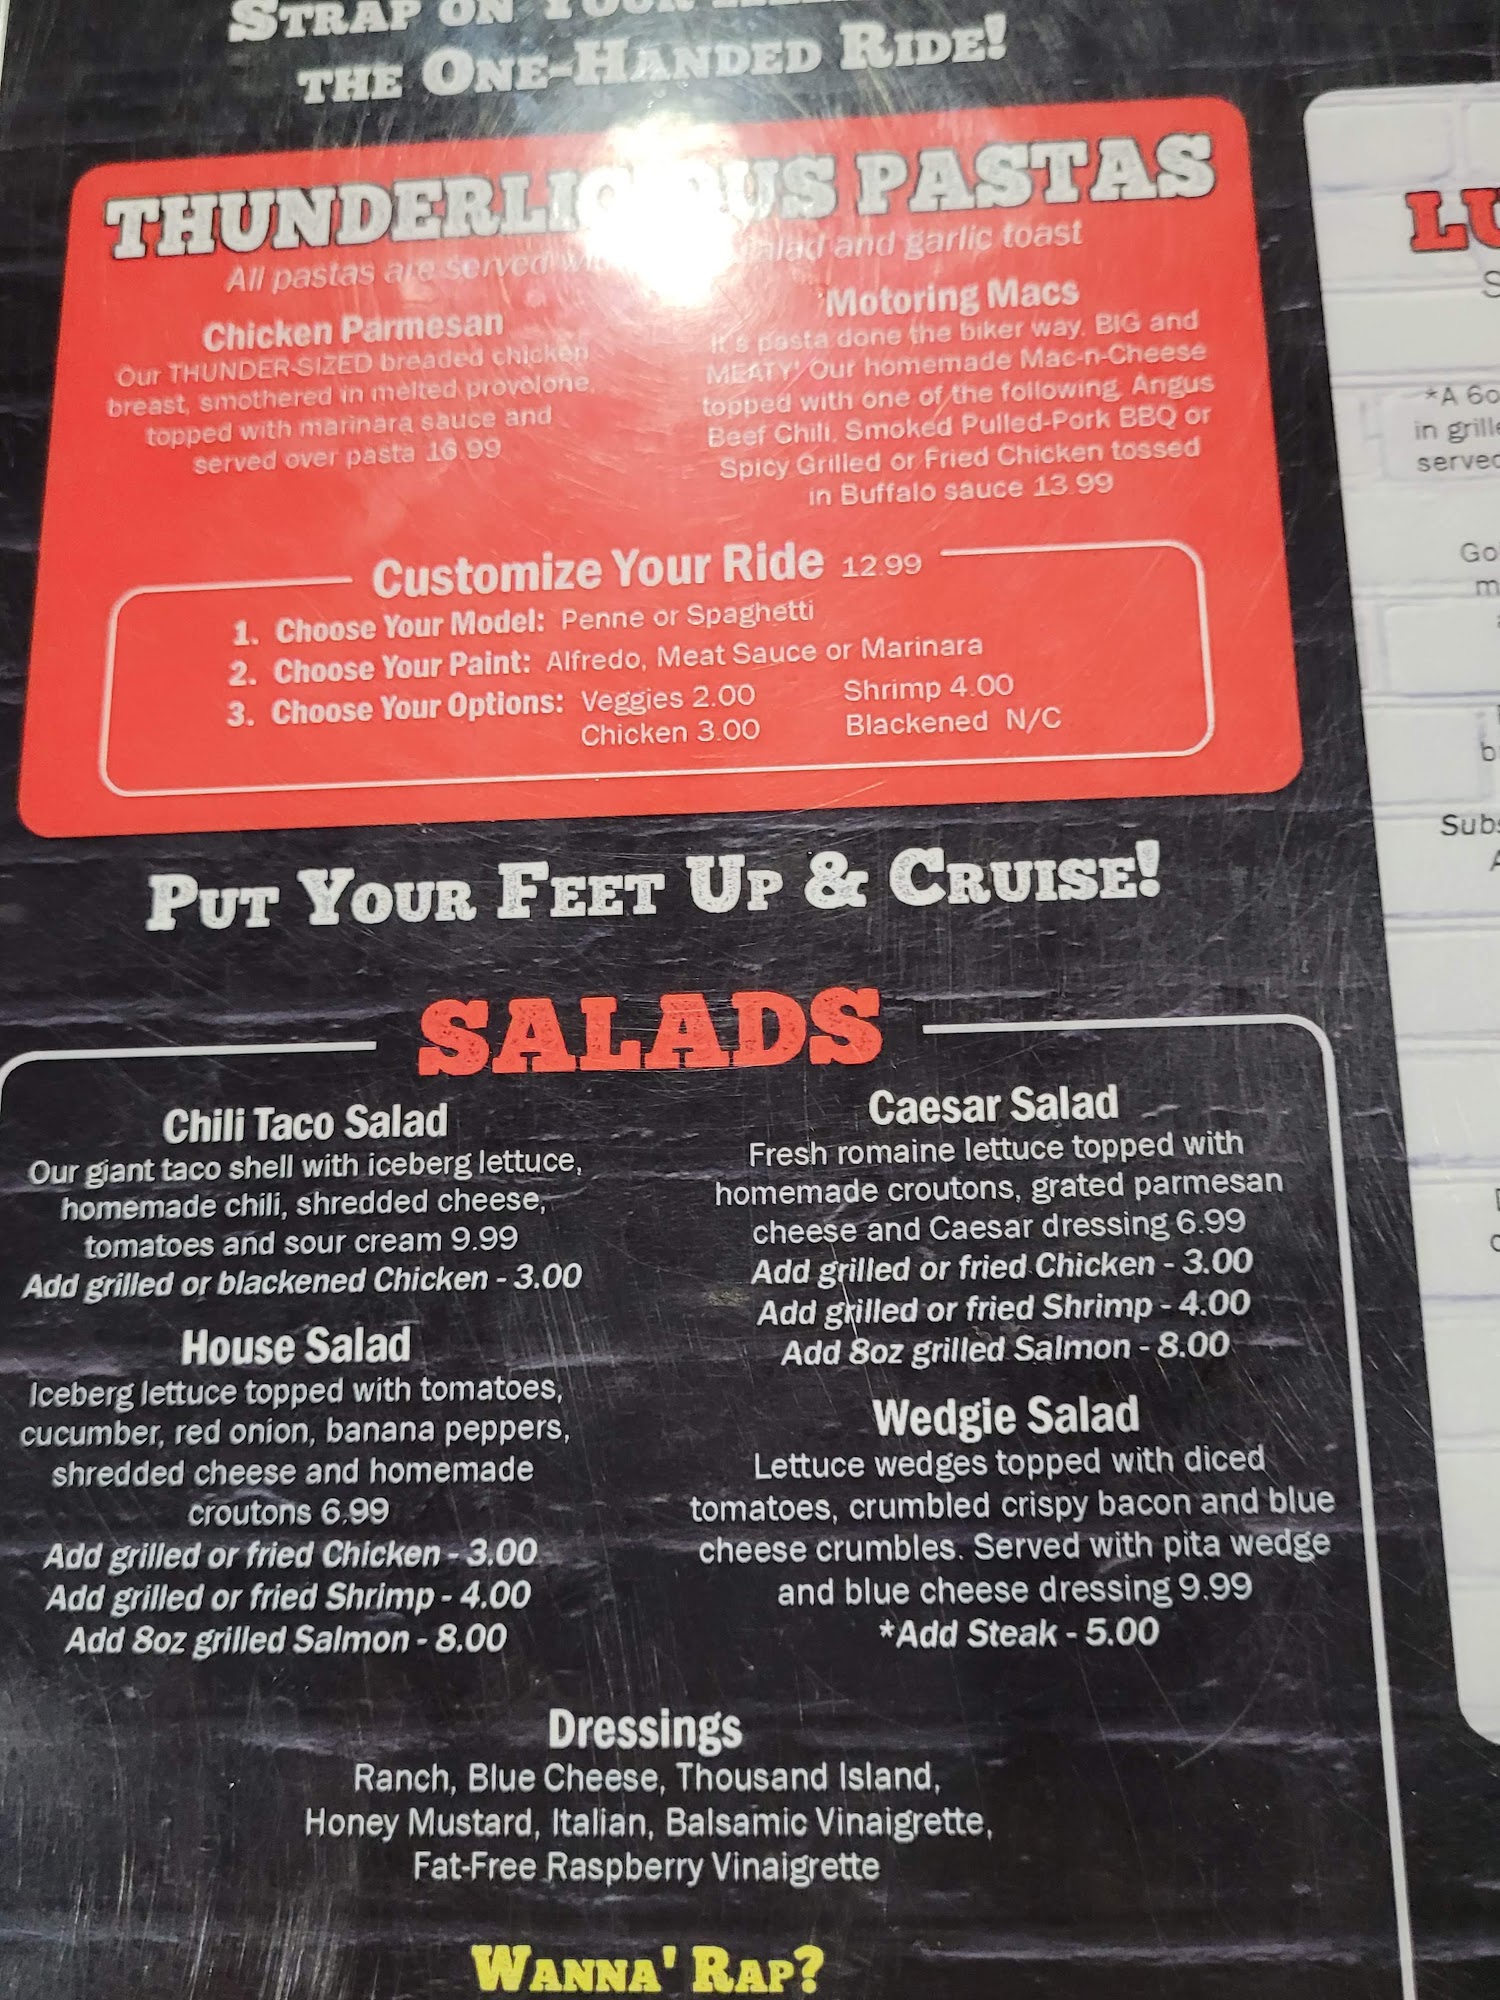 STRAP ON YOUR
THE ONE-HANDED RIDE!
THUNDERLICIOUS PASTAS
All pastas are served salad and garlic toast
Chicken Parmesan
Our THUNDER-SIZED breaded chicken
breast, smothered in melted provolone,
topped with marinara sauce and
served over pasta 16.99
Motoring Macs
It's pasta done the biker way. BIG and
MEATY! Our homemade Mac-n-Cheese
topped with one of the following, Angus
Beef Chili, Smoked Pulled-Pork BBQ or
Spicy Grilled or Fried Chicken tossed
in Buffalo sauce 13.99
Customize Your Ride 12.99
1. Choose Your Model: Penne or Spaghetti
2. Choose Your Paint: Alfredo, Meat Sauce or Marinara
3. Choose Your Options: Veggies 2.00 Shrimp 4.00
Chicken 3.00 Blackened N/C
PUT YOUR FEET UP & CRUISE!
SALADS
Chili Taco Salad
Our giant taco shell with iceberg lettuce,
homemade chili, shredded cheese,
tomatoes and sour cream 9.99
Add grilled or blackened Chicken - 3.00
House Salad
Iceberg lettuce topped with tomatoes,
cucumber, red onion, banana peppers,
shredded cheese and homemade
croutons 6.99
Add grilled or fried Chicken - 3.00
Add grilled or fried Shrimp - 4.00
Add 8oz grilled Salmon - 8.00
Caesar Salad
Fresh romaine lettuce topped with
homemade croutons, grated parmesan
cheese and Caesar dressing 6.99
Add grilled or fried Chicken - 3.00
Add grilled or fried Shrimp - 4.00
Add 8oz grilled Salmon - 8.00
Wedgie Salad
Lettuce wedges topped with diced
tomatoes, crumbled crispy bacon and blue
cheese crumbles. Served with pita wedge
and blue cheese dressing 9.99
*Add Steak - 5.00
Dressings
Ranch, Blue Cheese, Thousand Island,
Honey Mustard, Italian, Balsamic Vinaigrette,
Fat-Free Raspberry Vinaigrette
WANNA' RAP?
LU
S
*A 6o
in grille
served
Go
m
b
Subs
A